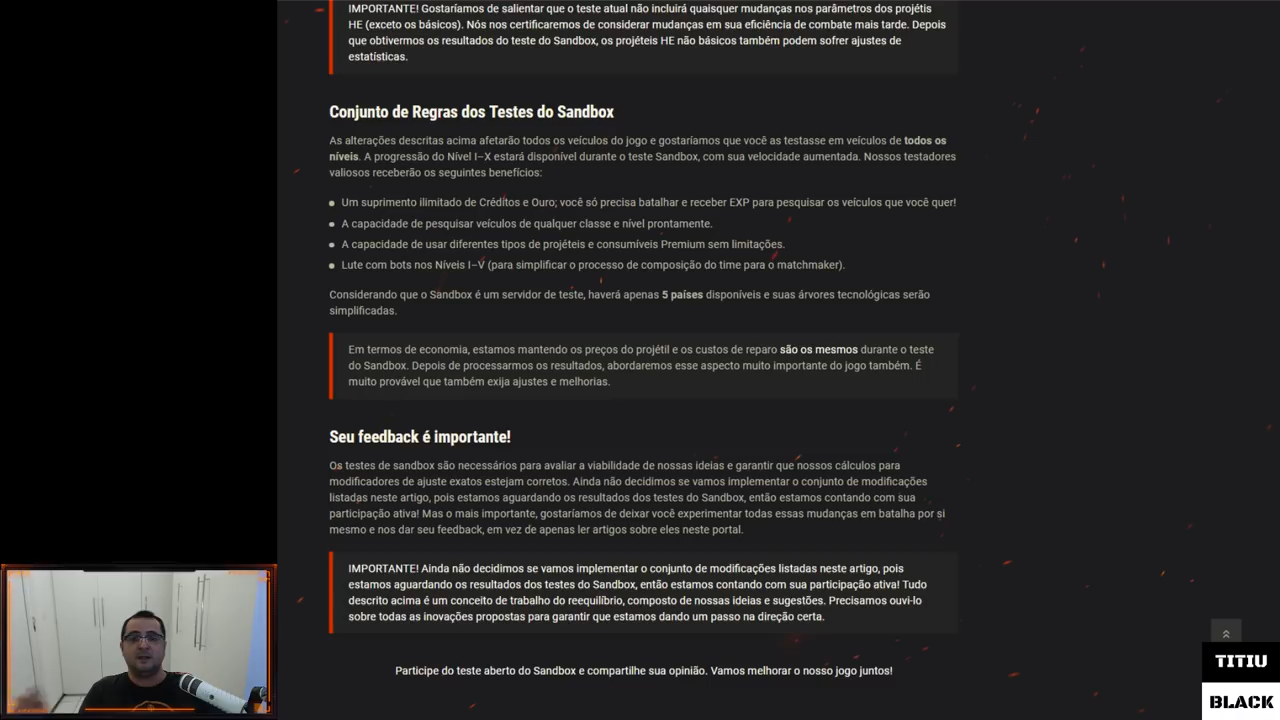 IMPORTANTE! Gostaríamos de salientar que o teste atual não incluirá quaisquer mudanças nos parâmetros dos projétis
HE (exceto os básicos). Nós nos certificaremos de considerar mudanças em sua eficiência de combate mais tarde. Depois
que obtivermos os resultados do teste do Sandbox, os projéteis HE não básicos também podem sofrer ajustes de
estatísticas.
Conjunto de Regras dos Testes do Sandbox
As alterações descritas acima afetarão todos os veículos do jogo e gostaríamos que você as testasse em veículos de todos os
níveis. A progressão do Nível I–X estará disponível durante o teste Sandbox, com sua velocidade aumentada. Nossos testadores
valiosos receberão os seguintes benefícios:
Um suprimento ilimitado de Créditos e Ouro; você só precisa batalhar e receber EXP para pesquisar os veículos que você quer!
A capacidade de pesquisar veículos de qualquer classe e nível prontamente.
A capacidade de usar diferentes tipos de projéteis e consumíveis Premium sem limitações.
Lute com bots nos Níveis I–V (para simplificar o processo de composição do time para o matchmaker).
Considerando que o Sandbox é um servidor de teste, haverá apenas 5 países disponíveis e suas árvores tecnológicas serão
simplificadas.
Em termos de economia, estamos mantendo os preços do projétil e os custos de reparo são os mesmos durante o teste
do Sandbox. Depois de processarmos os resultados, abordaremos esse aspecto muito importante do jogo também. É
muito provável que também exija ajustes e melhorias.
Seu feedback é importante!
Os testes de sandbox são necessários para avaliar a viabilidade de nossas ideias e garantir que nossos cálculos para
modificadores de ajuste exatos estejam corretos. Ainda não decidimos se vamos implementar o conjunto de modificações
listadas neste artigo, pois estamos aguardando os resultados dos testes do Sandbox, então estamos contando com sua
participação ativa! Mas o mais importante, gostaríamos de deixar você experimentar todas essas mudanças em batalha por si
mesmo e nos dar seu feedback, em vez de apenas ler artigos sobre eles neste portal.
IMPORTANTE! Ainda não decidimos se vamos implementar o conjunto de modificações listadas neste artigo, pois
estamos aguardando os resultados dos testes do Sandbox, então estamos contando com sua participação ativa! Tudo
descrito acima é um conceito de trabalho do reequilíbrio, composto de nossas ideias e sugestões. Precisamos ouvi-lo
sobre todas as inovações propostas para garantir que estamos dando um passo na direção certa.
Participe do teste aberto do Sandbox e compartilhe sua opinião. Vamos melhorar o nosso jogo juntos!
TITIU
BLACK